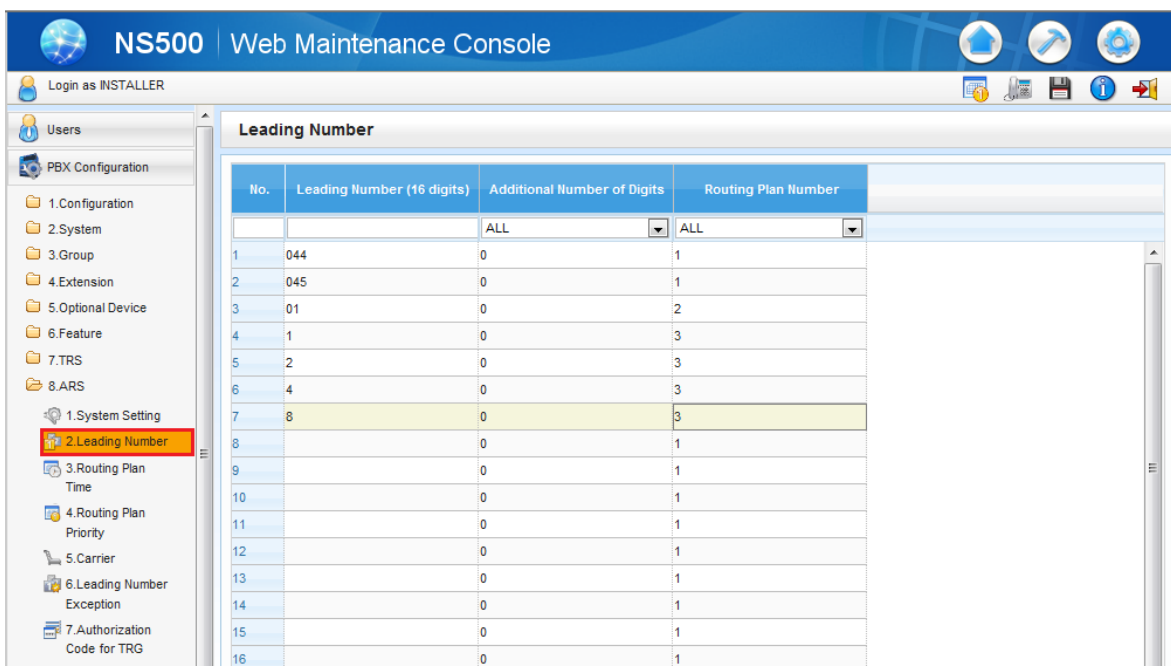 NS500 Web Maintenance Console
Login as INSTALLER
Users
PBX Configuration
1.Configuration
2.System
3.Group
4.Extension
5.Optional Device
6.Feature
7.TRS
8.ARS
1.System Setting
2.Leading Number
3.Routing Plan
Time
4.Routing Plan
Priority
5.Carrier
6.Leading Number
Exception
7.Authorization
Code for TRG
Leading Number
No. Leading Number (16 digits) Additional Number of Digits Routing Plan Number
ALL ALL
1 044 0 1
2 045 0 1
3 01 0 2
4 1 0 3
5 2 0 3
6 4 0 3
7 8 0 3
8 0 1
9 0 1
10 0 1
11 0 1
12 0 1
13 0 1
14 0 1
15 0 1
16 0 1